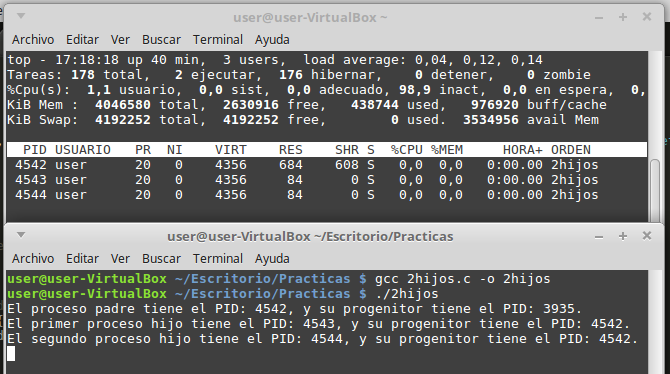 user@user-VirtualBox ~
Archivo Editar Ver Buscar Terminal Ayuda
top - 17:18:18 up 40 min, 3 users, load average: 0,04, 0,12, 0,14
Tareas: 178 total, 2 ejecutar, 176 hibernar, 0 detener, 0 zombie
%Cpu(s): 1,1 usuario, 0,0 sist, 0,0 adecuado, 98,9 inact, 0,0 en espera, 0,
KiB Mem : 4046580 total, 2630916 free, 438744 used, 976920 buff/cache
KiB Swap: 4192252 total, 4192252 free, 0 used. 3534956 avail Mem
PID USUARIO PR NI VIRT RES SHR S %CPU %MEM HORA+ ORDEN
4542 user 20 0 4356 684 608 S 0,0 0,0 0:00.00 2hijos
4543 user 20 0 4356 84 0 S 0,0 0,0 0:00.00 2hijos
4544 user 20 0 4356 84 0 S 0,0 0,0 0:00.00 2hijos
user@user-VirtualBox ~/Escritorio/Practicas
Archivo Editar Ver Buscar Terminal Ayuda
user@user-VirtualBox ~/Escritorio/Practicas $ gcc 2hijos.c -o 2hijos
user@user-VirtualBox ~/Escritorio/Practicas $ ./2hijos
El proceso padre tiene el PID: 4542, y su progenitor tiene el PID: 3935.
El primer proceso hijo tiene el PID: 4543, y su progenitor tiene el PID: 4542.
El segundo proceso hijo tiene el PID: 4544, y su progenitor tiene el PID: 4542.